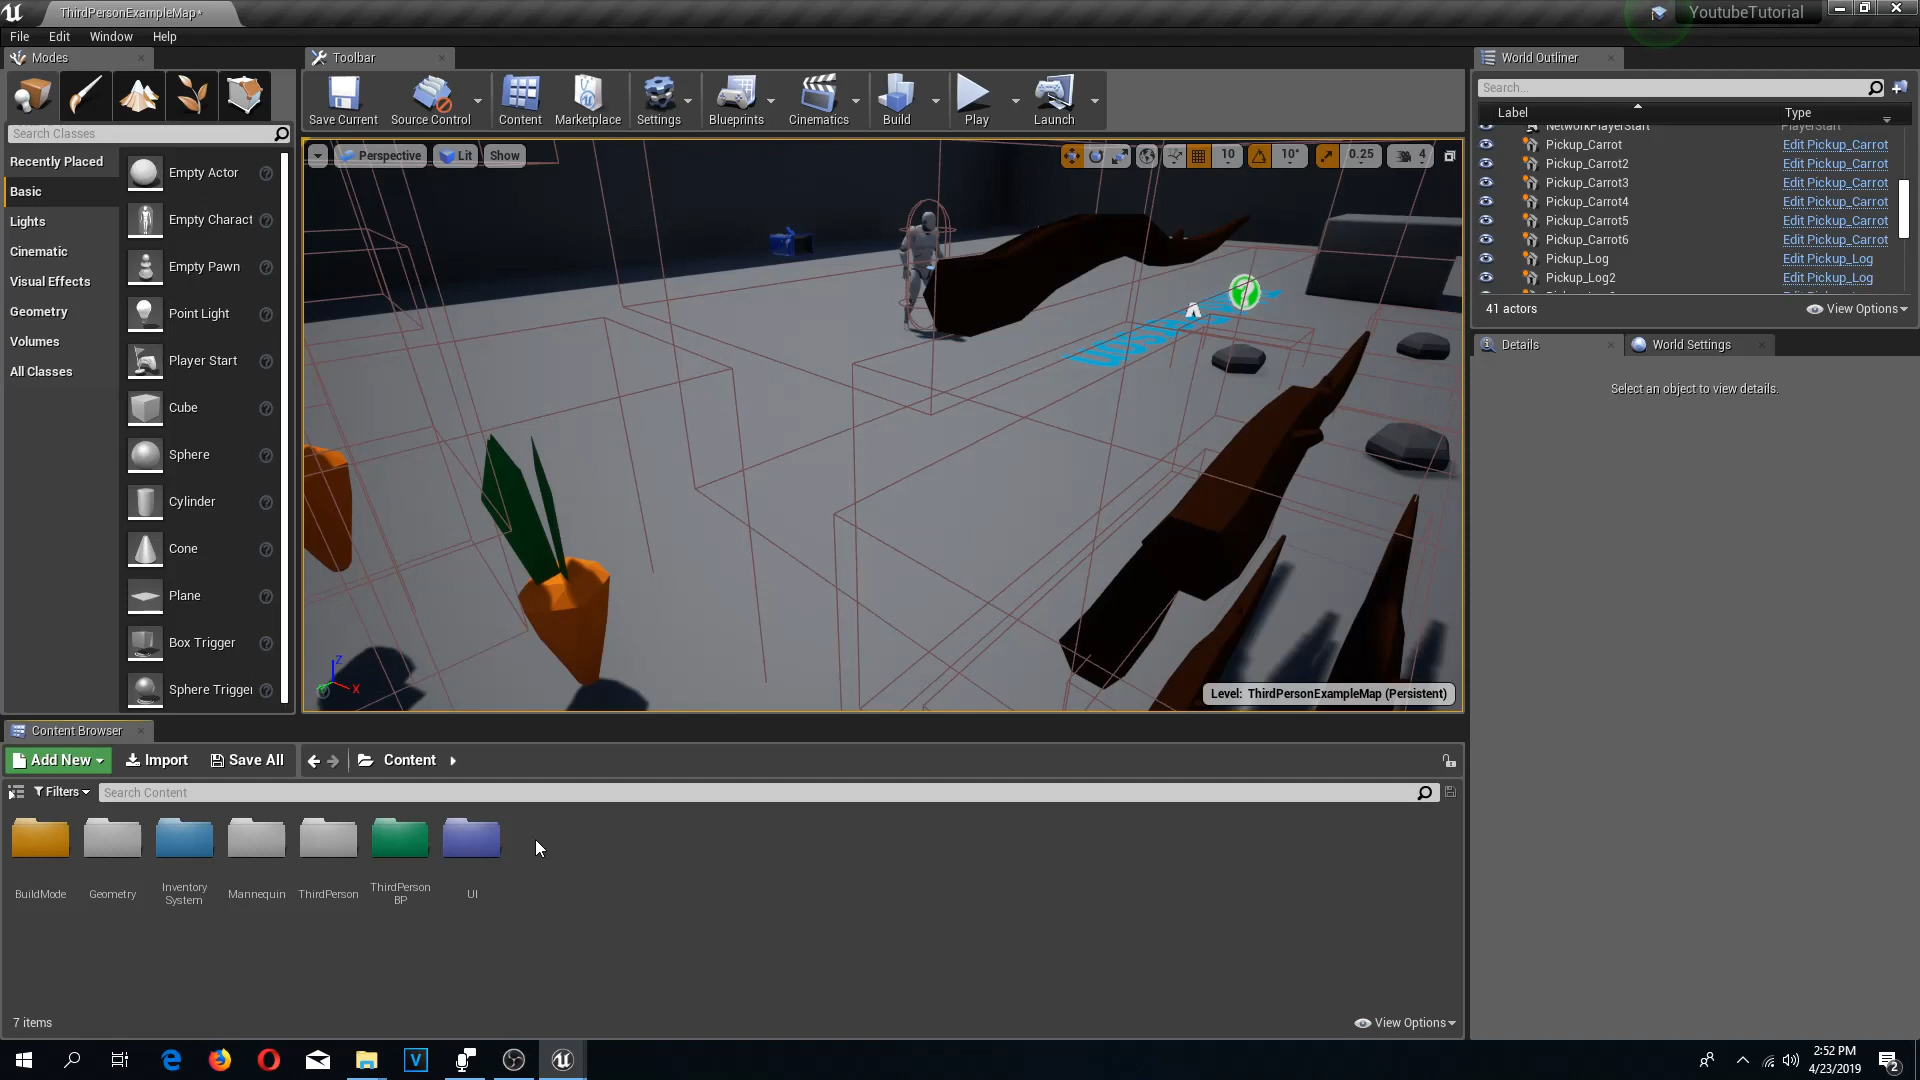 ThirdPersonExampleMap*
YoutubeTutorial
File Edit Window Help
Modes
Toolbar
World Outliner
Save Current
Source Control
Content
Marketplace
Settings
Blueprints
Cinematics
Build
Play
Launch
Search...
Label Type
NetworkPlayerStart PlayerStart
Pickup_Carrot Edit Pickup_Carrot
Pickup_Carrot2 Edit Pickup_Carrot
Pickup_Carrot3 Edit Pickup_Carrot
Pickup_Carrot4 Edit Pickup_Carrot
Pickup_Carrot5 Edit Pickup_Carrot
Pickup_Carrot6 Edit Pickup_Carrot
Pickup_Log Edit Pickup_Log
Pickup_Log2 Edit Pickup_Log
41 actors
View Options
Details
World Settings
Select an object to view details.
Search Classes
Recently Placed
Basic
Lights
Cinematic
Visual Effects
Geometry
Volumes
All Classes
Empty Actor
Empty Charact
Empty Pawn
Point Light
Player Start
Cube
Sphere
Cylinder
Cone
Plane
Box Trigger
Sphere Trigger
Perspective Lit Show
10 10° 0.25 4
Z
X
Level: ThirdPersonExampleMap (Persistent)
Content Browser
Add New Import Save All Content
Filters
Search Content
BuildMode
Geometry
Inventory
System
Mannequin
ThirdPerson
ThirdPerson
BP
UI
7 items
View Options
2:52 PM
4/23/2019
2